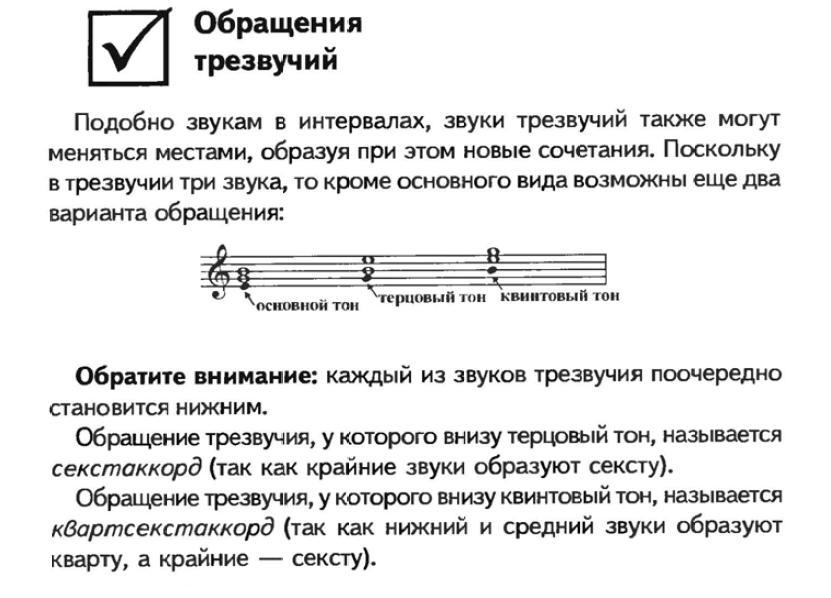 Обращения
трезвучий
Подобно звукам в интервалах, звуки трезвучий также могут
меняться местами, образуя при этом новые сочетания. Поскольку
в трезвучии три звука, то кроме основного вида возможны еще два
варианта обращения:
основной тон терцовый тон квинтовый тон
Обратите внимание: каждый из звуков трезвучия поочередно
становится нижним.
Обращение трезвучия, у которого внизу терцовый тон, называется
секстаккорд (так как крайние звуки образуют сексту).
Обращение трезвучия, у которого внизу квинтовый тон, называется
квартсекстаккорд (так как нижний и средний звуки образуют
кварту, а крайние — сексту).